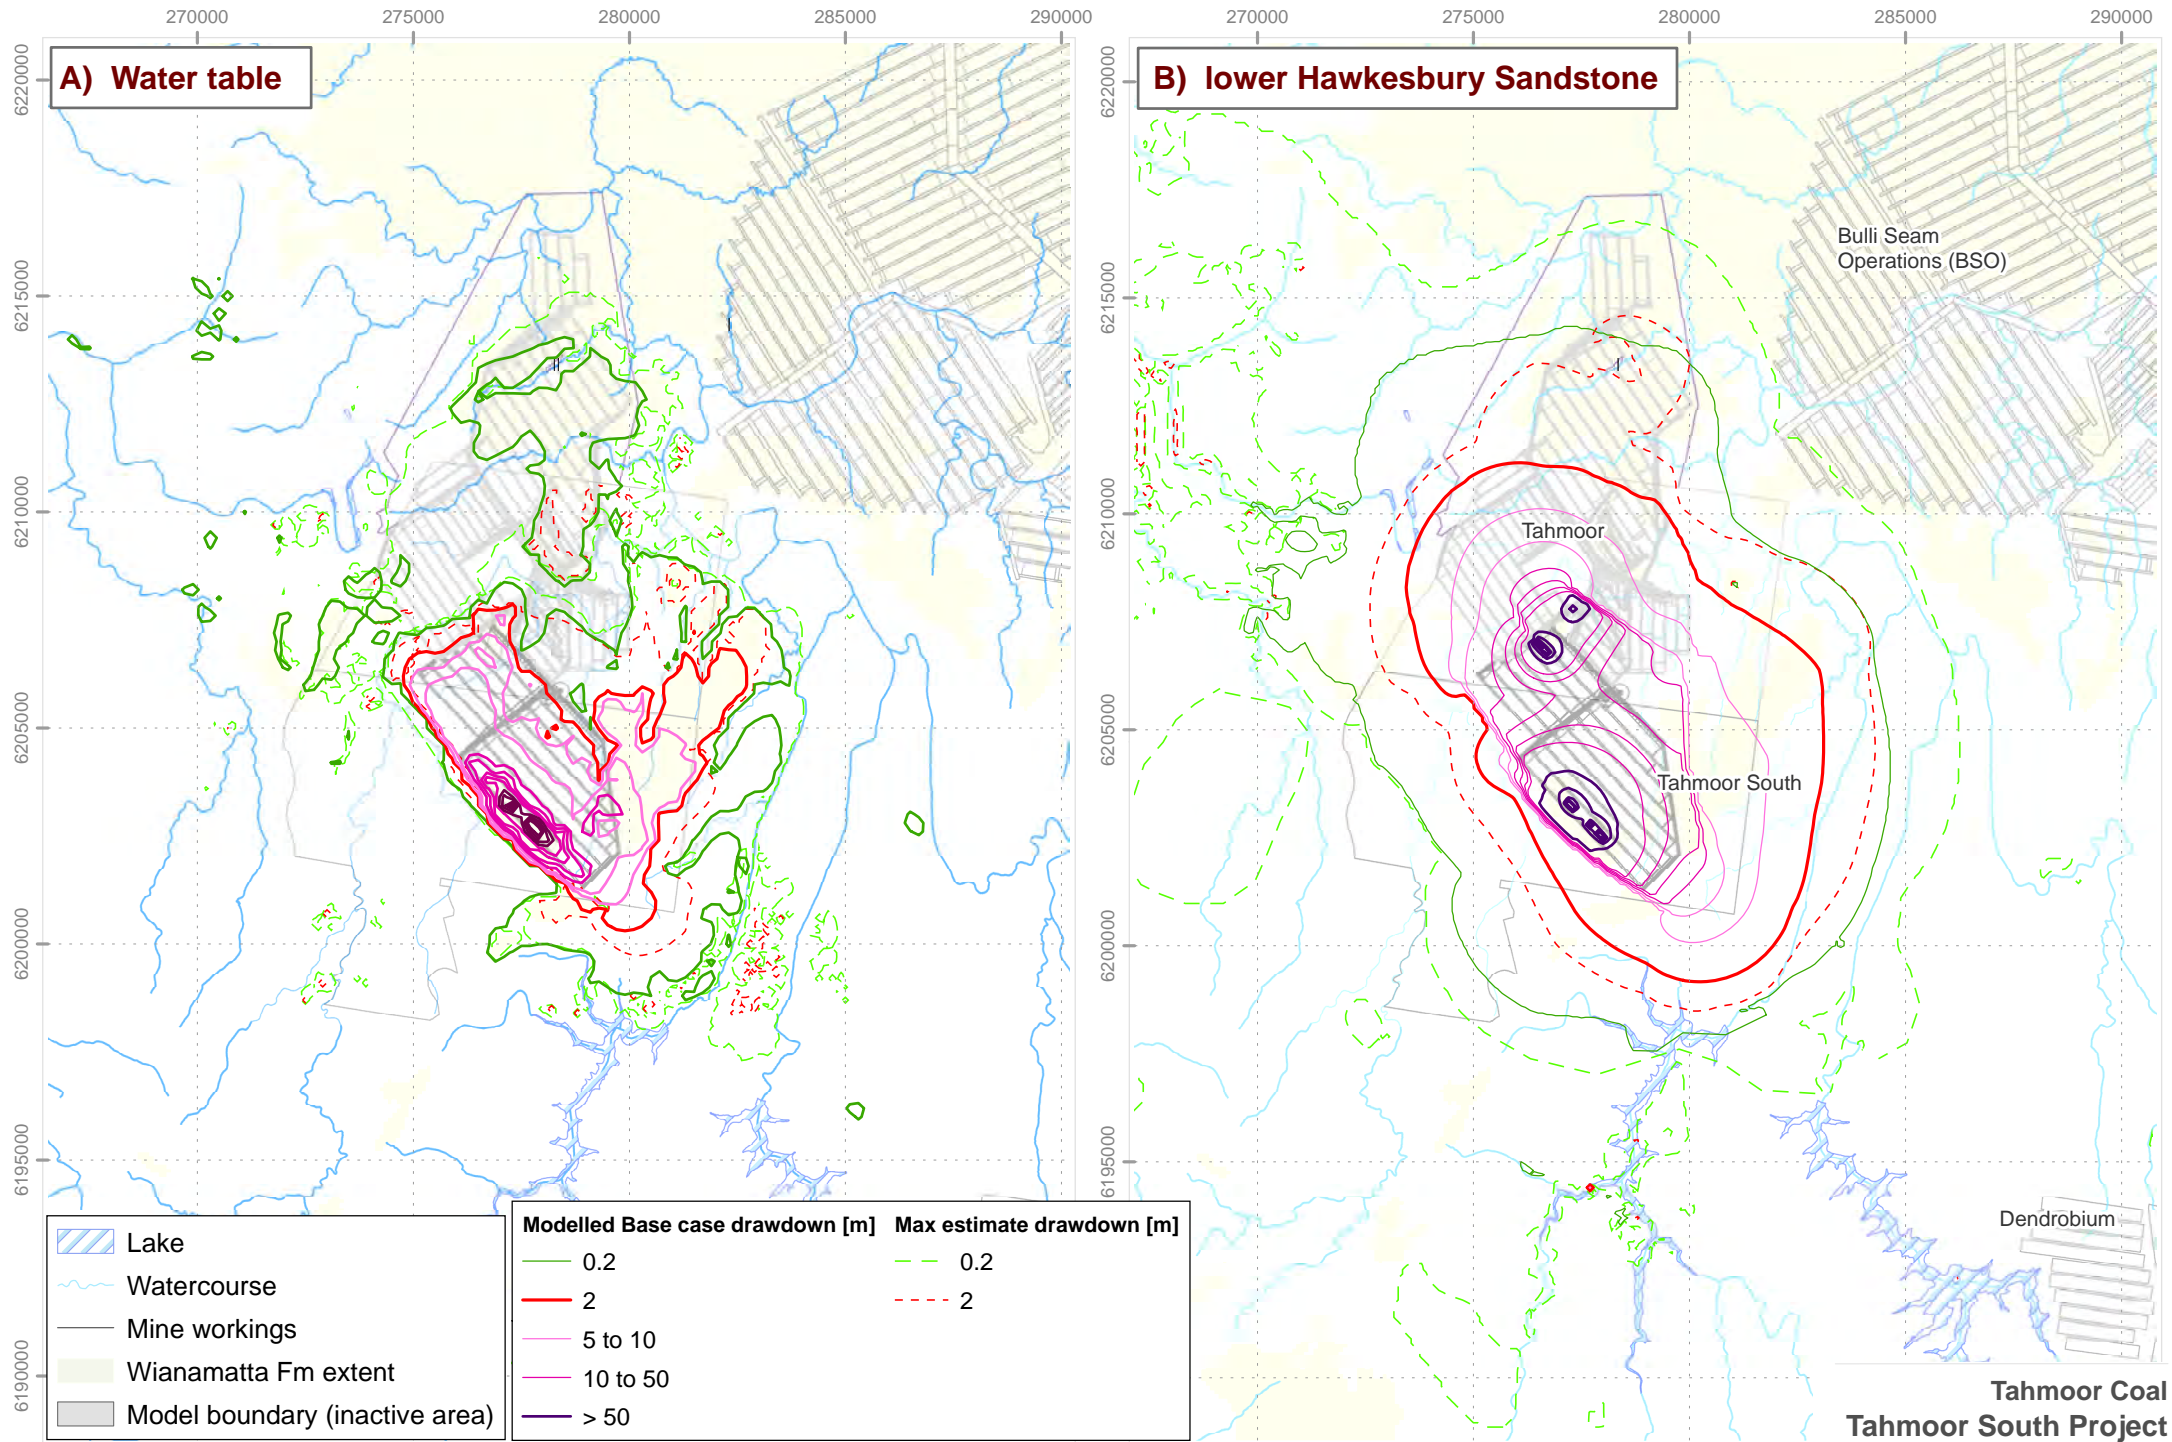 270000 275000 280000 285000 290000 270000 275000 280000 285000 290000
A) Water table
B) lower Hawkesbury Sandstone
6220000
6215000
6210000
6205000
6200000
6195000
6190000
6220000
6215000
6210000
6205000
6200000
6195000
Bulli Seam
Operations (BSO)
Tahmoor
Tahmoor South
Dendrobium
Lake
Watercourse
Mine workings
Wianamatta Fm extent
Model boundary (inactive area)
Modelled Base case drawdown [m] Max estimate drawdown [m]
0.2 0.2
2 2
5 to 10
10 to 50
> 50
Tahmoor Coal
Tahmoor South Project